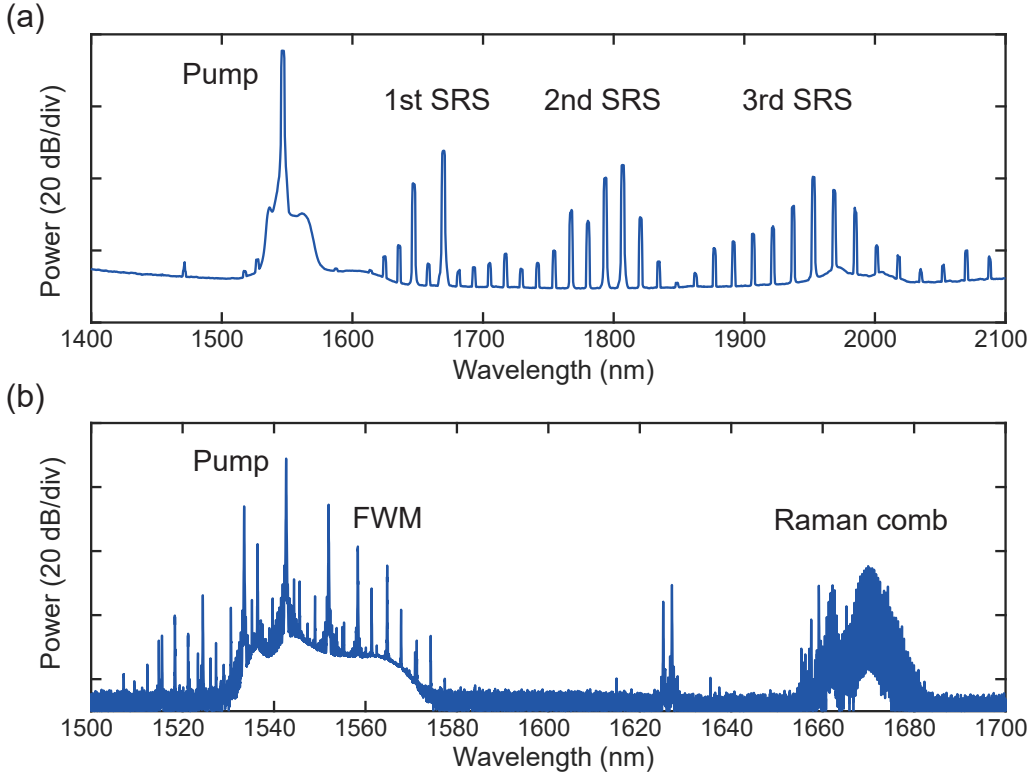 (a)
Power (20 dB/div)
Pump
1st SRS 2nd SRS 3rd SRS
1400 1500 1600 1700 1800 1900 2000 2100
Wavelength (nm)
(b)
Power (20 dB/div)
Pump
FWM
Raman comb
1500 1520 1540 1560 1580 1600 1620 1640 1660 1680 1700
Wavelength (nm)